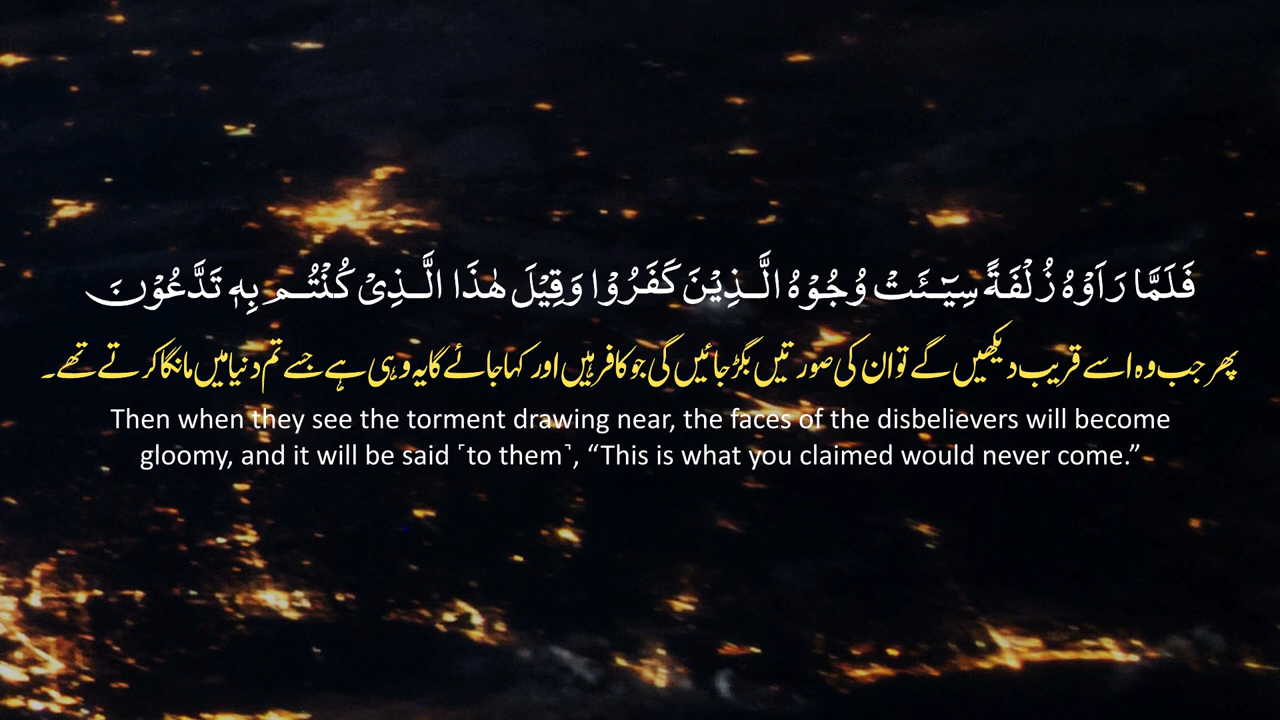 فَلَمَّا رَاَوْهُ زُلْفَةً سِيْٓـَٔتْ وُجُوْهُ الَّـذِيْنَ كَفَرُوْا وَقِيْلَ هٰذَا الَّـذِىْ كُنْتُـم بِهٖ تَدَّعُوْنَ
پھر جب وہ اسے قریب دیکھیں گے تو ان کی صورتیں بگڑ جائیں گی جو کافر ہیں اور کہا جائے گا یہ وہی ہے جسے تم دنیا میں مانگا کرتے تھے۔
Then when they see the torment drawing near, the faces of the disbelievers will become
gloomy, and it will be said ˹to them˺, “This is what you claimed would never come.”